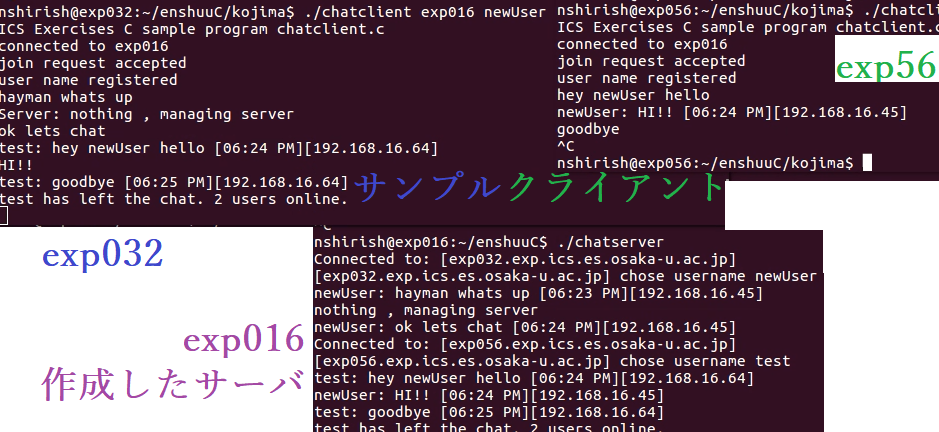 nshirish@exp032:~/enshuuC/kojima$ ./chatclient exp016 newUser
ICS Exercises C sample program chatclient.c
connected to exp016
join request accepted
user name registered
hayman whats up
Server: nothing , managing server
ok lets chat
test: hey newUser hello [06:24 PM][192.168.16.64]
HI!!
test: goodbye [06:25 PM][192.168.16.64]
test has left the chat. 2 users online.
nshirish@exp056:~/enshuuC/kojima$ ./chatcli
ICS Exercises C sample program chatclient.c
connected to exp016
join request accepted
user name registered
hey newUser hello
newUser: HI!! [06:24 PM][192.168.16.45]
goodbye
^C
nshirish@exp056:~/enshuuC/kojima$
exp56
サンプルクライアント
exp032
exp016
作成したサーバ
nshirish@exp016:~/enshuuC$ ./chatserver
Connected to: [exp032.exp.ics.es.osaka-u.ac.jp]
[exp032.exp.ics.es.osaka-u.ac.jp] chose username newUser
newUser: hayman whats up [06:23 PM][192.168.16.45]
nothing , managing server
newUser: ok lets chat [06:24 PM][192.168.16.45]
Connected to: [exp056.exp.ics.es.osaka-u.ac.jp]
[exp056.exp.ics.es.osaka-u.ac.jp] chose username test
test: hey newUser hello [06:24 PM][192.168.16.64]
newUser: HI!! [06:24 PM][192.168.16.45]
test: goodbye [06:25 PM][192.168.16.64]
test has left the chat. 2 users online.